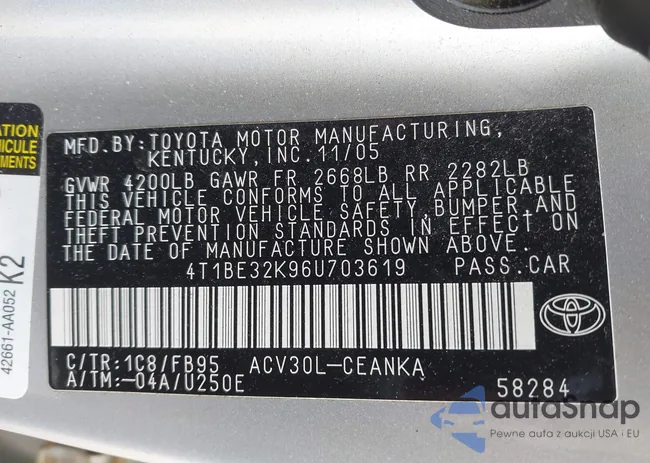 MFD.BY:TOYOTA MOTOR MANUFACTURING,
KENTUCKY,INC.11/05
GVWR 4200LB GAWR FR 2668LB RR 2282LB
THIS VEHICLE CONFORMS TO ALL APPLICABLE
FEDERAL MOTOR VEHICLE SAFETY,BUMPER,AND
THEFT PREVENTION STANDARDS IN EFFECT ON
THE DATE OF MANUFACTURE SHOWN ABOVE.
4T1BE32K96U703619 PASS.CAR
C/TR:1C8/FB95 ACV30L-CEANKA
A/TM:-04A/U250E 58284
42661-AA052 K2
autaSnap
Pewne auta z aukcji USA i EU